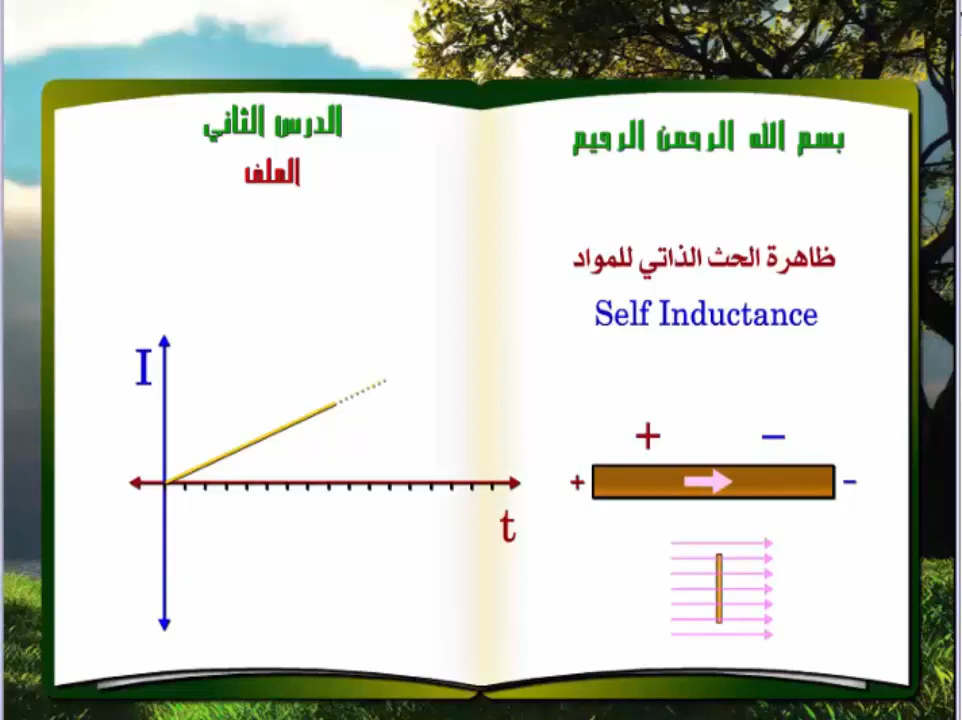 بسم الله الرحمن الرحيم
ظاهرة الحث الذاتي للمواد
Self Inductance
+ −
+ −
الدرس الثاني
الملف
I
t